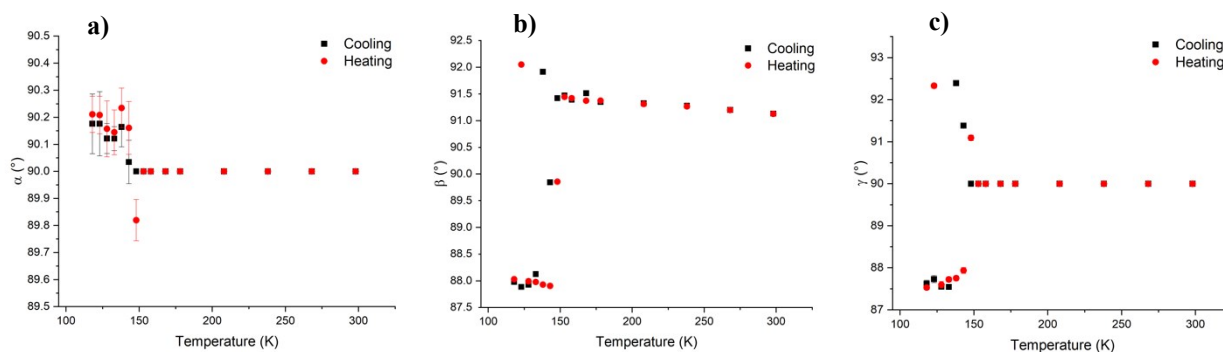 a)
Cooling
Heating
90.5
90.4
90.3
90.2
90.1
90.0
89.9
89.8
89.7
89.6
89.5
α (°)
100 150 200 250 300
Temperature (K)
b)
Cooling
Heating
92.5
92.0
91.5
91.0
90.5
90.0
89.5
89.0
88.5
88.0
87.5
β (°)
100 150 200 250 300
Temperature (K)
c)
Cooling
Heating
93
92
91
90
89
88
87
γ (°)
100 150 200 250 300
Temperature (K)